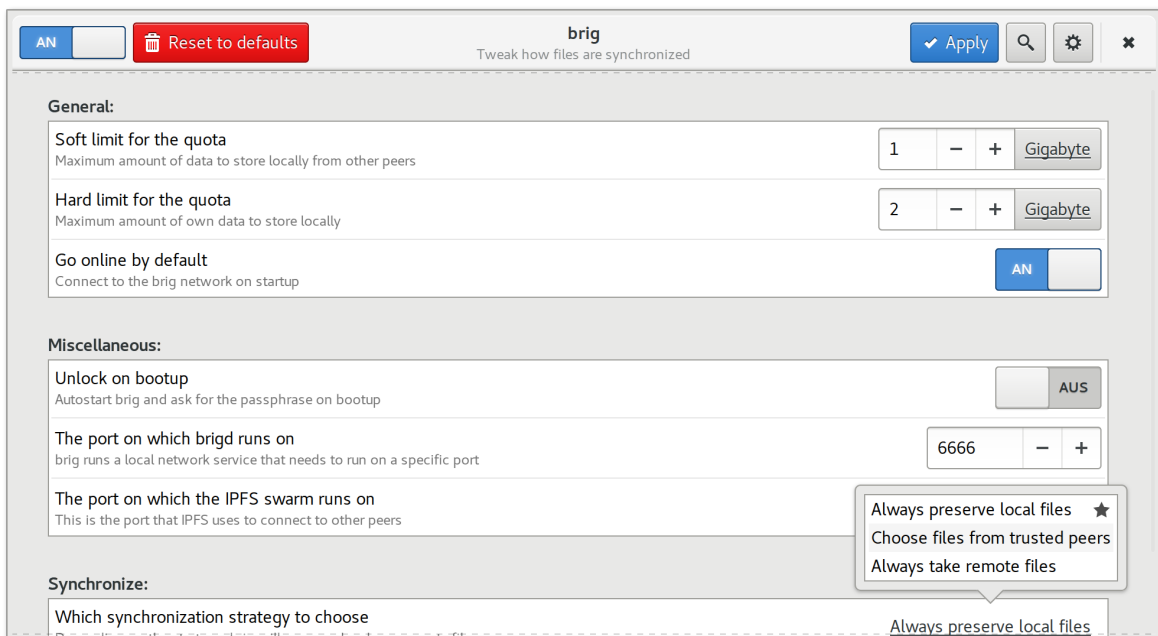 AN
Reset to defaults
brig
Tweak how files are synchronized
Apply
General:
Soft limit for the quota
Maximum amount of data to store locally from other peers
1 − + Gigabyte
Hard limit for the quota
Maximum amount of own data to store locally
2 − + Gigabyte
Go online by default
Connect to the brig network on startup
AN
Miscellaneous:
Unlock on bootup
Autostart brig and ask for the passphrase on bootup
AUS
The port on which brigd runs on
brig runs a local network service that needs to run on a specific port
6666 − +
The port on which the IPFS swarm runs on
This is the port that IPFS uses to connect to other peers
Always preserve local files
Choose files from trusted peers
Always take remote files
Synchronize:
Which synchronization strategy to choose
Always preserve local files